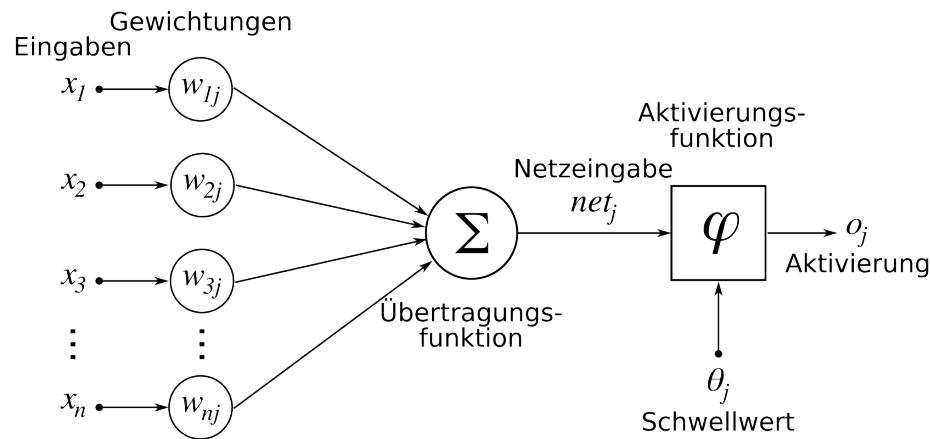 Gewichtungen
Eingaben
x1
w1j
x2
w2j
x3
w3j
xn
wnj
Σ
Übertragungs-
funktion
Netzeingabe
netj
Aktivierungs-
funktion
φ
oj
Aktivierung
θj
Schwellwert